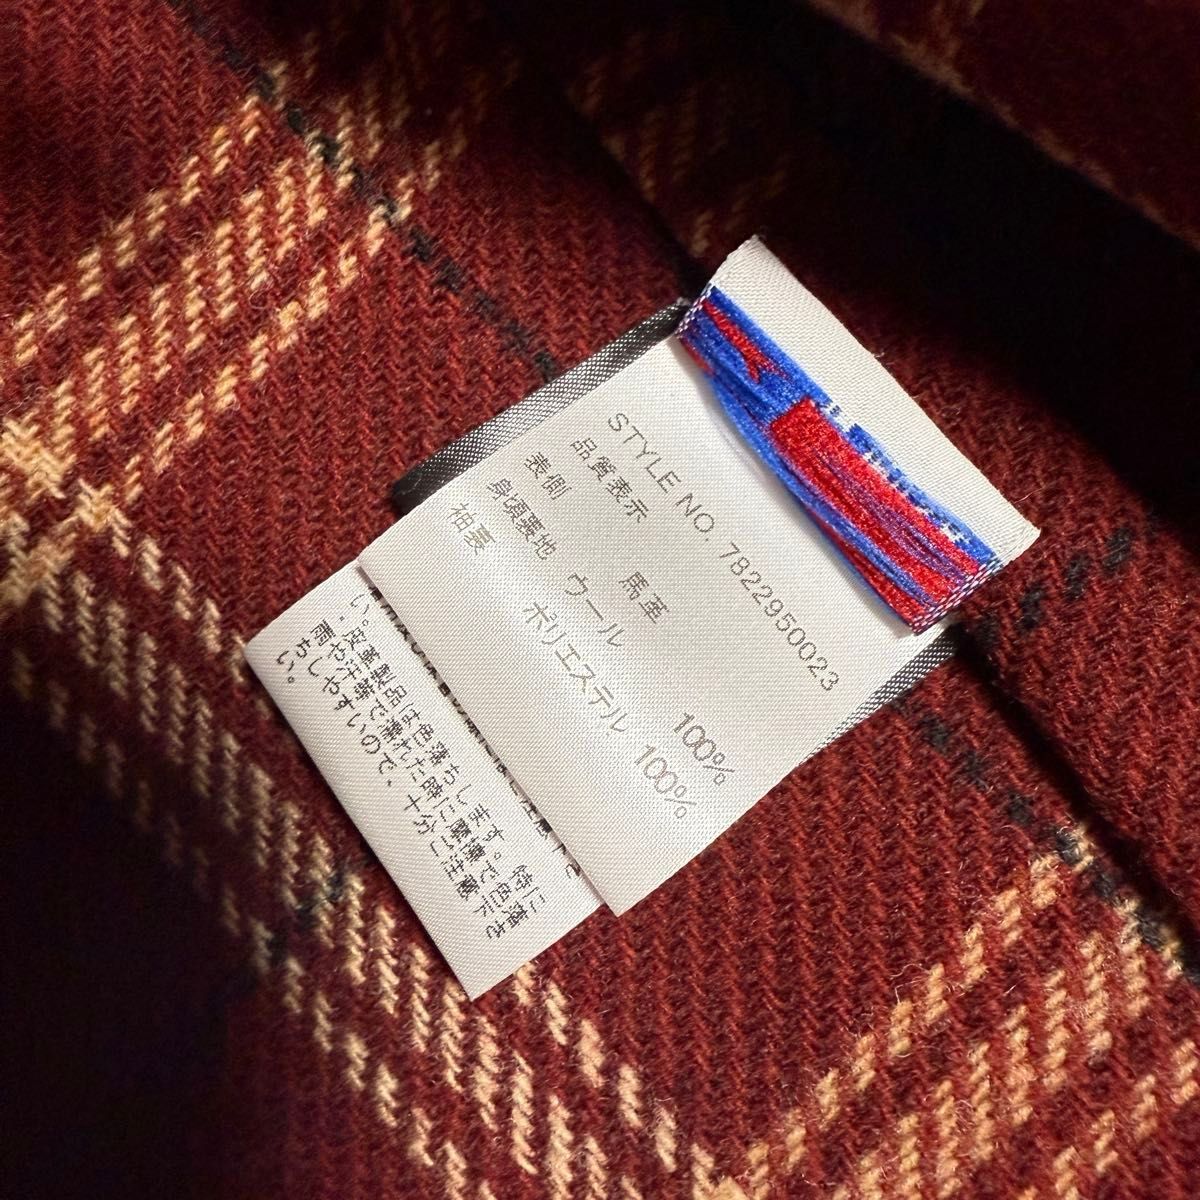 STYLE NO. 7822950023
品質表示
表側 馬革
身頃裏地 ウール 100%
袖裏 ポリエステル 100%
皮革製品は色落ちします。特に
雨や汗等で濡れた時に摩擦で色落
ちしやすいので、十分ご注意下さ
い。